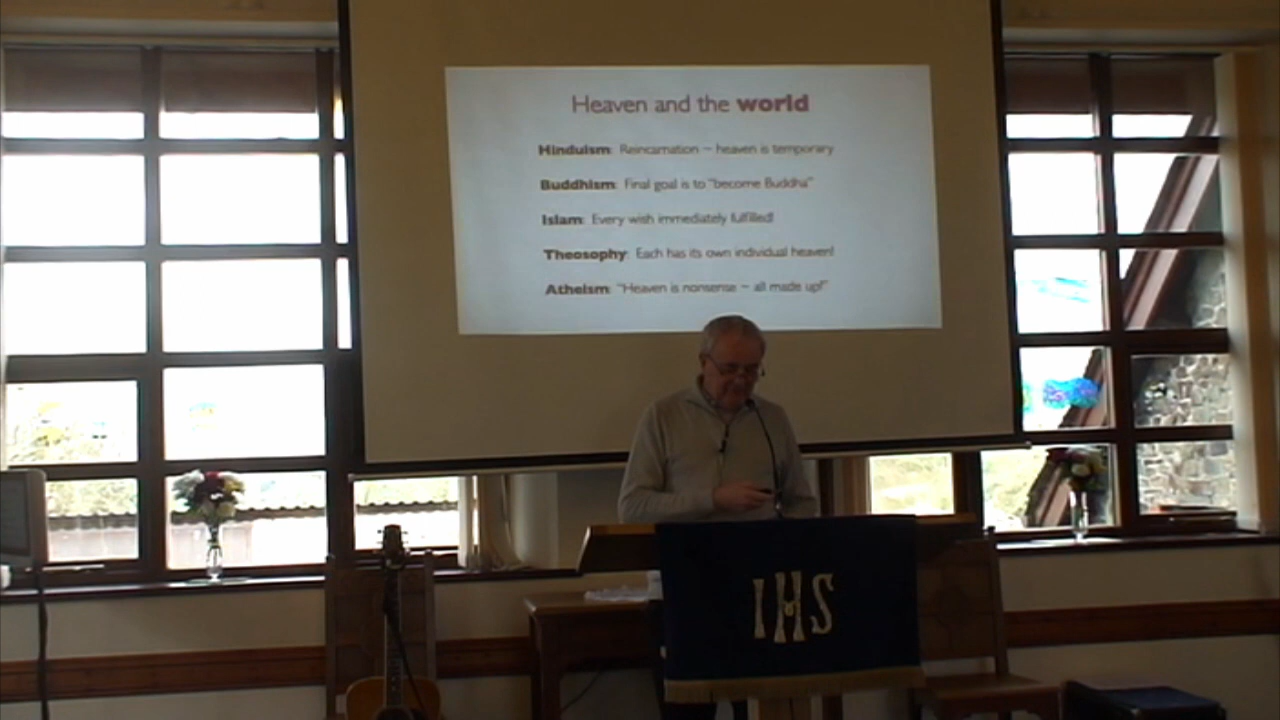 Heaven and the world
Hinduism: Reincarnation – heaven is temporary
Buddhism: Final goal is to "become Buddha"
Islam: Every wish immediately fulfilled!
Theosophy: Each has its own individual heaven!
Atheism: "Heaven is nonsense – all made up!"
IHS